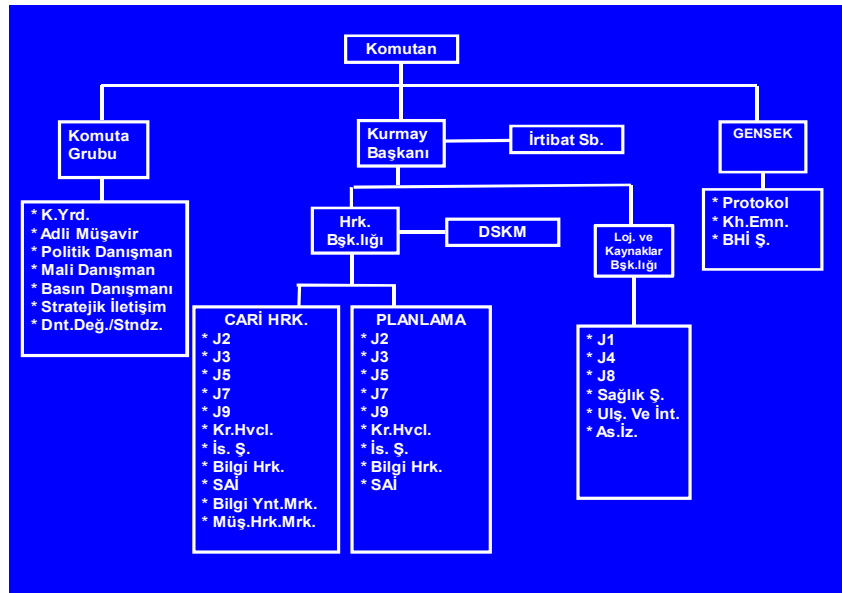 Komutan
Komuta
Grubu
Kurmay
Başkanı
İrtibat Sb.
GENSEK
* K.Yrd.
* Adli Müşavir
* Politik Danışman
* Mali Danışman
* Basın Danışmanı
* Stratejik İletişim
* Dnt.Değ./Stndz.
Hrk.
Bşk.lığı
DSKM
Loj. ve
Kaynaklar
Bşk.lığı
* Protokol
* Kh.Emn.
* BHİ Ş.
CARİ HRK.
* J2
* J3
* J5
* J7
* J9
* Kr.Hvcl.
* İs. Ş.
* Bilgi Hrk.
* SAİ
* Bilgi Ynt.Mrk.
* Müş.Hrk.Mrk.
PLANLAMA
* J2
* J3
* J5
* J7
* J9
* Kr.Hvcl.
* İs. Ş.
* Bilgi Hrk.
* SAİ
* J1
* J4
* J8
* Sağlık Ş.
* Ulş. Ve İnt.
* As.İz.